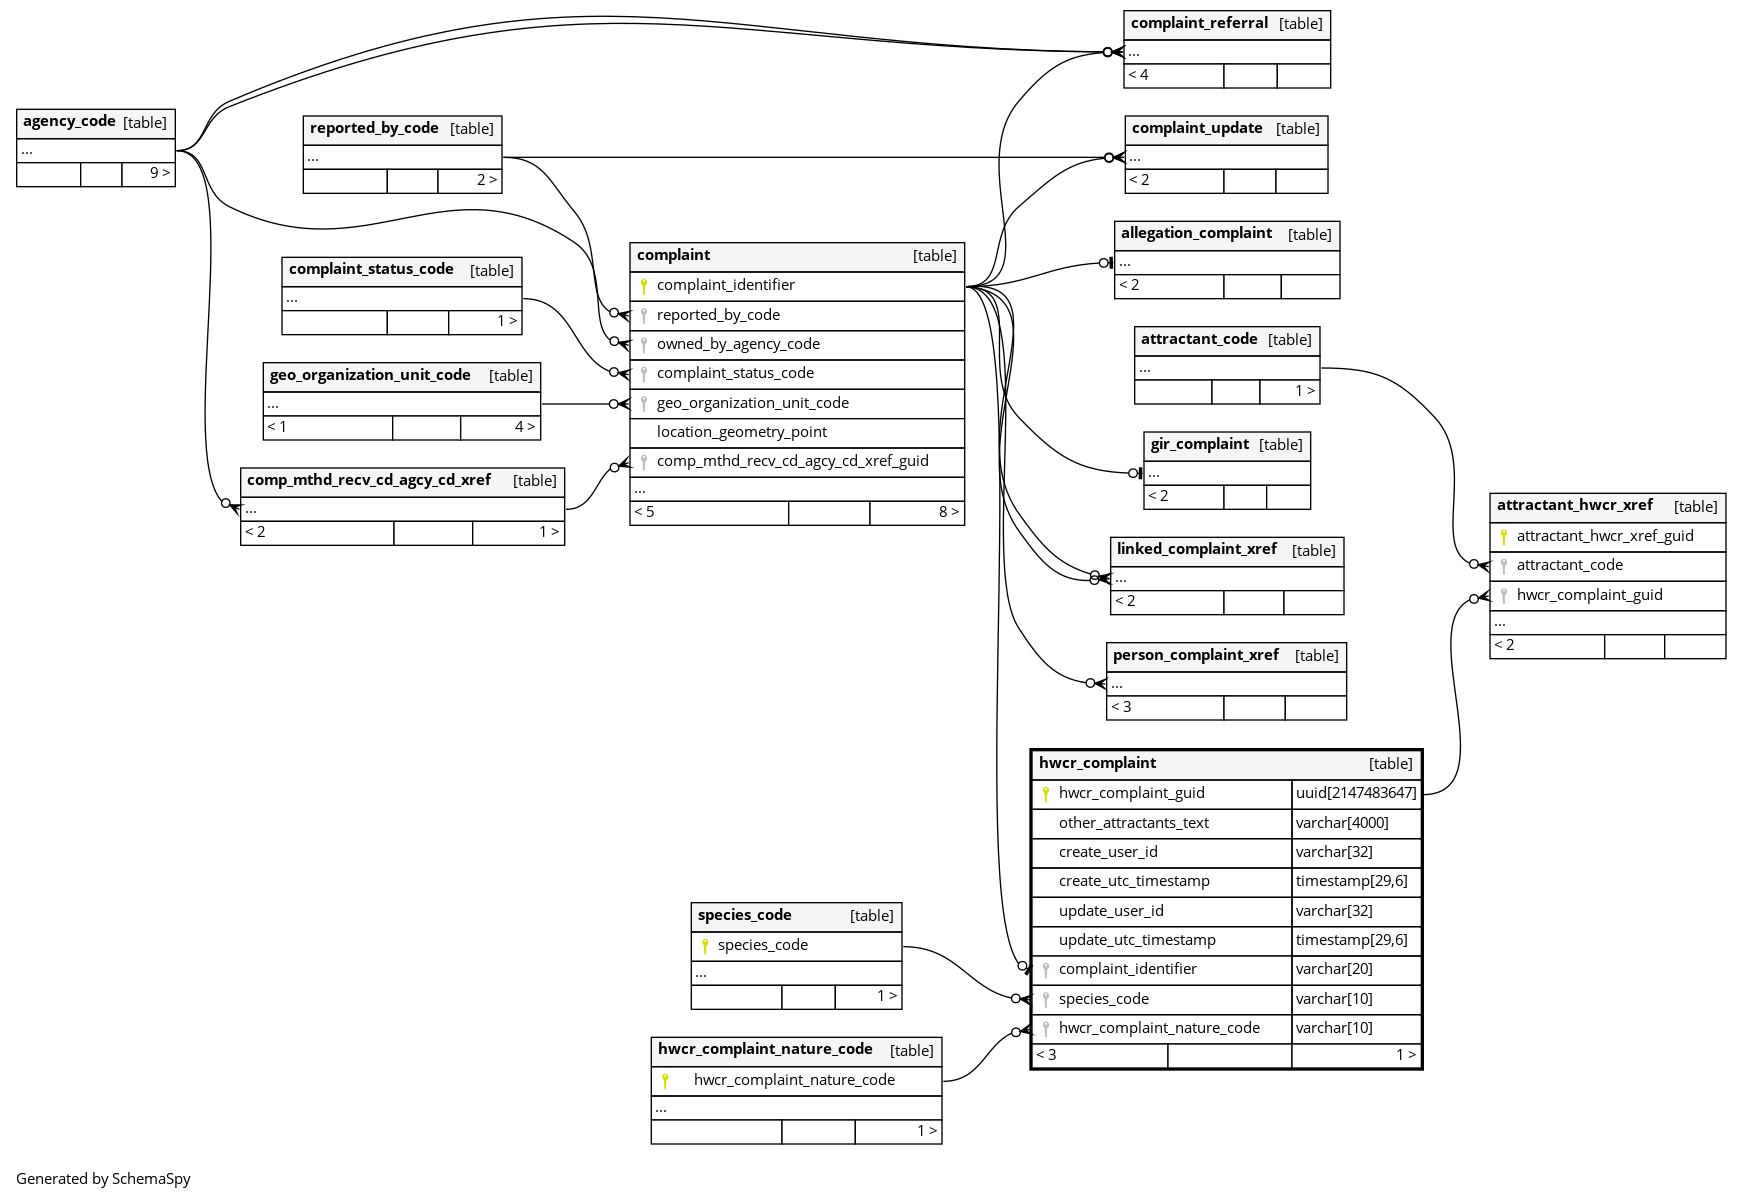 complaint_referral [table]
...
< 4
agency_code [table]
...
9 >
reported_by_code [table]
...
2 >
complaint_update [table]
...
< 2
complaint_status_code [table]
...
1 >
geo_organization_unit_code [table]
...
< 1 4 >
comp_mthd_recv_cd_agcy_cd_xref [table]
...
< 2 1 >
complaint [table]
complaint_identifier
reported_by_code
owned_by_agency_code
complaint_status_code
geo_organization_unit_code
location_geometry_point
comp_mthd_recv_cd_agcy_cd_xref_guid
...
< 5 8 >
allegation_complaint [table]
...
< 2
attractant_code [table]
...
1 >
gir_complaint [table]
...
< 2
linked_complaint_xref [table]
...
< 2
person_complaint_xref [table]
...
< 3
attractant_hwcr_xref [table]
attractant_hwcr_xref_guid
attractant_code
hwcr_complaint_guid
...
< 2
hwcr_complaint [table]
hwcr_complaint_guid uuid[2147483647]
other_attractants_text varchar[4000]
create_user_id varchar[32]
create_utc_timestamp timestamp[29,6]
update_user_id varchar[32]
update_utc_timestamp timestamp[29,6]
complaint_identifier varchar[20]
species_code varchar[10]
hwcr_complaint_nature_code varchar[10]
< 3 1 >
species_code [table]
species_code
...
1 >
hwcr_complaint_nature_code [table]
hwcr_complaint_nature_code
...
1 >
Generated by SchemaSpy